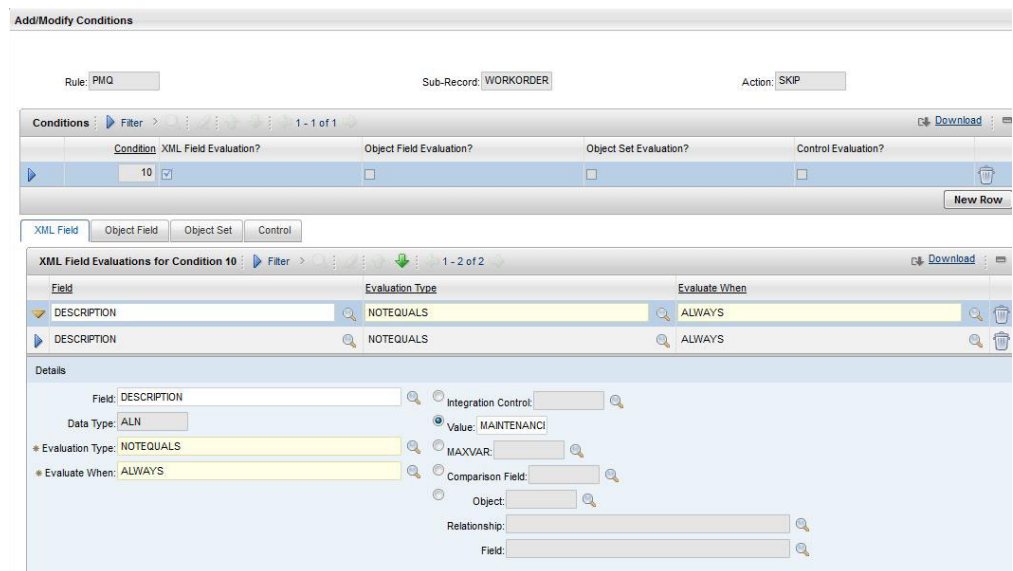 Add/Modify Conditions
Rule: PMQ Sub-Record: WORKORDER Action: SKIP
Conditions Filter > 1 - 1 of 1 Download
Condition XML Field Evaluation? Object Field Evaluation? Object Set Evaluation? Control Evaluation?
10
New Row
XML Field Object Field Object Set Control
XML Field Evaluations for Condition 10 Filter > 1 - 2 of 2 Download
Field Evaluation Type Evaluate When
DESCRIPTION NOTEQUALS ALWAYS
DESCRIPTION NOTEQUALS ALWAYS
Details
Field: DESCRIPTION Integration Control:
Data Type: ALN Value: MAINTENANCI
* Evaluation Type: NOTEQUALS MAXVAR:
* Evaluate When: ALWAYS Comparison Field:
Object:
Relationship:
Field: